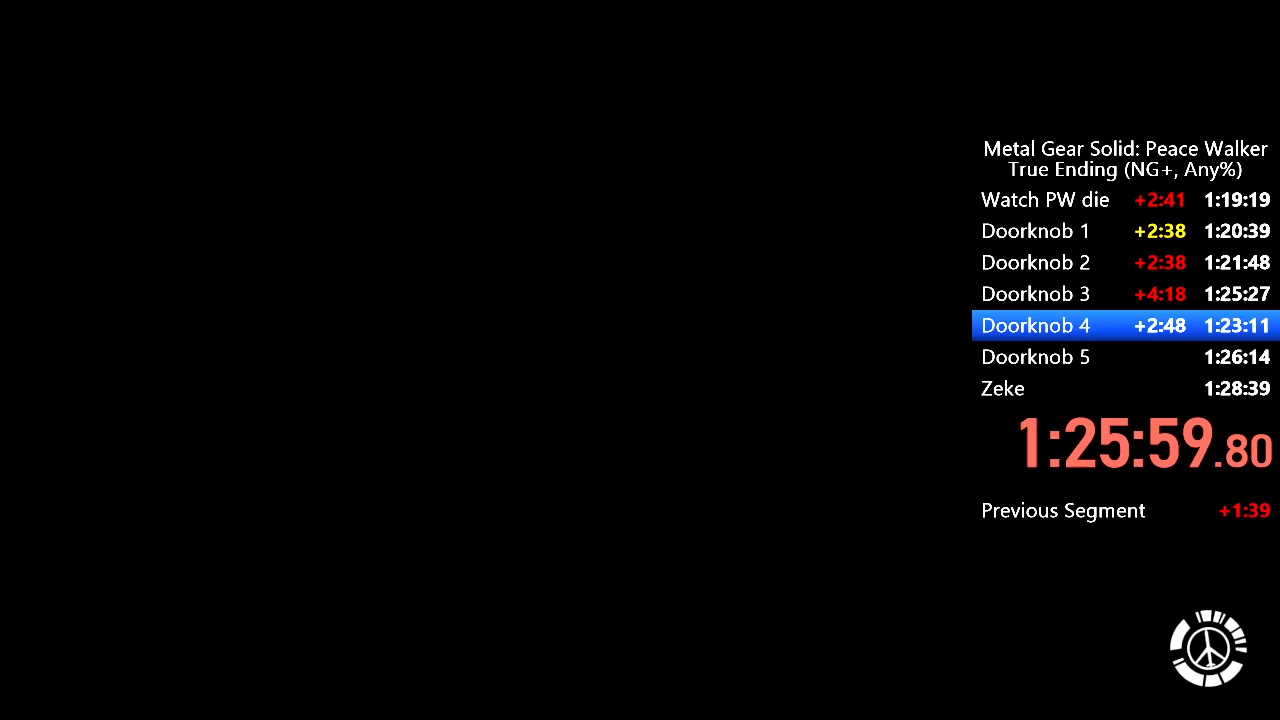 Metal Gear Solid: Peace Walker
True Ending (NG+, Any%)
Watch PW die +2:41 1:19:19
Doorknob 1 +2:38 1:20:39
Doorknob 2 +2:38 1:21:48
Doorknob 3 +4:18 1:25:27
Doorknob 4 +2:48 1:23:11
Doorknob 5 1:26:14
Zeke 1:28:39
1:25:59.80
Previous Segment +1:39